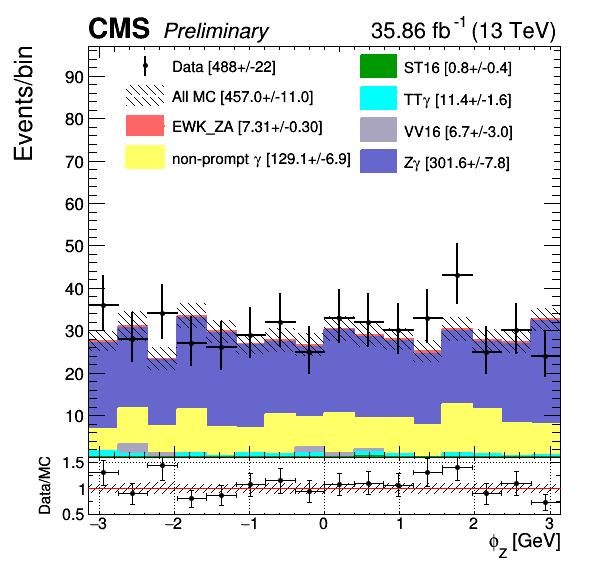 CMS Preliminary 35.86 fb⁻¹ (13 TeV)
Events/bin
Data [488+/-22]
All MC [457.0+/-11.0]
EWK_ZA [7.31+/-0.30]
non-prompt γ [129.1+/-6.9]
ST16 [0.8+/-0.4]
TTγ [11.4+/-1.6]
VV16 [6.7+/-3.0]
Zγ [301.6+/-7.8]
90
80
70
60
50
40
30
20
10
Data/MC
1.5
1
0.5
−3 −2 −1 0 1 2 3
ϕ_Z [GeV]